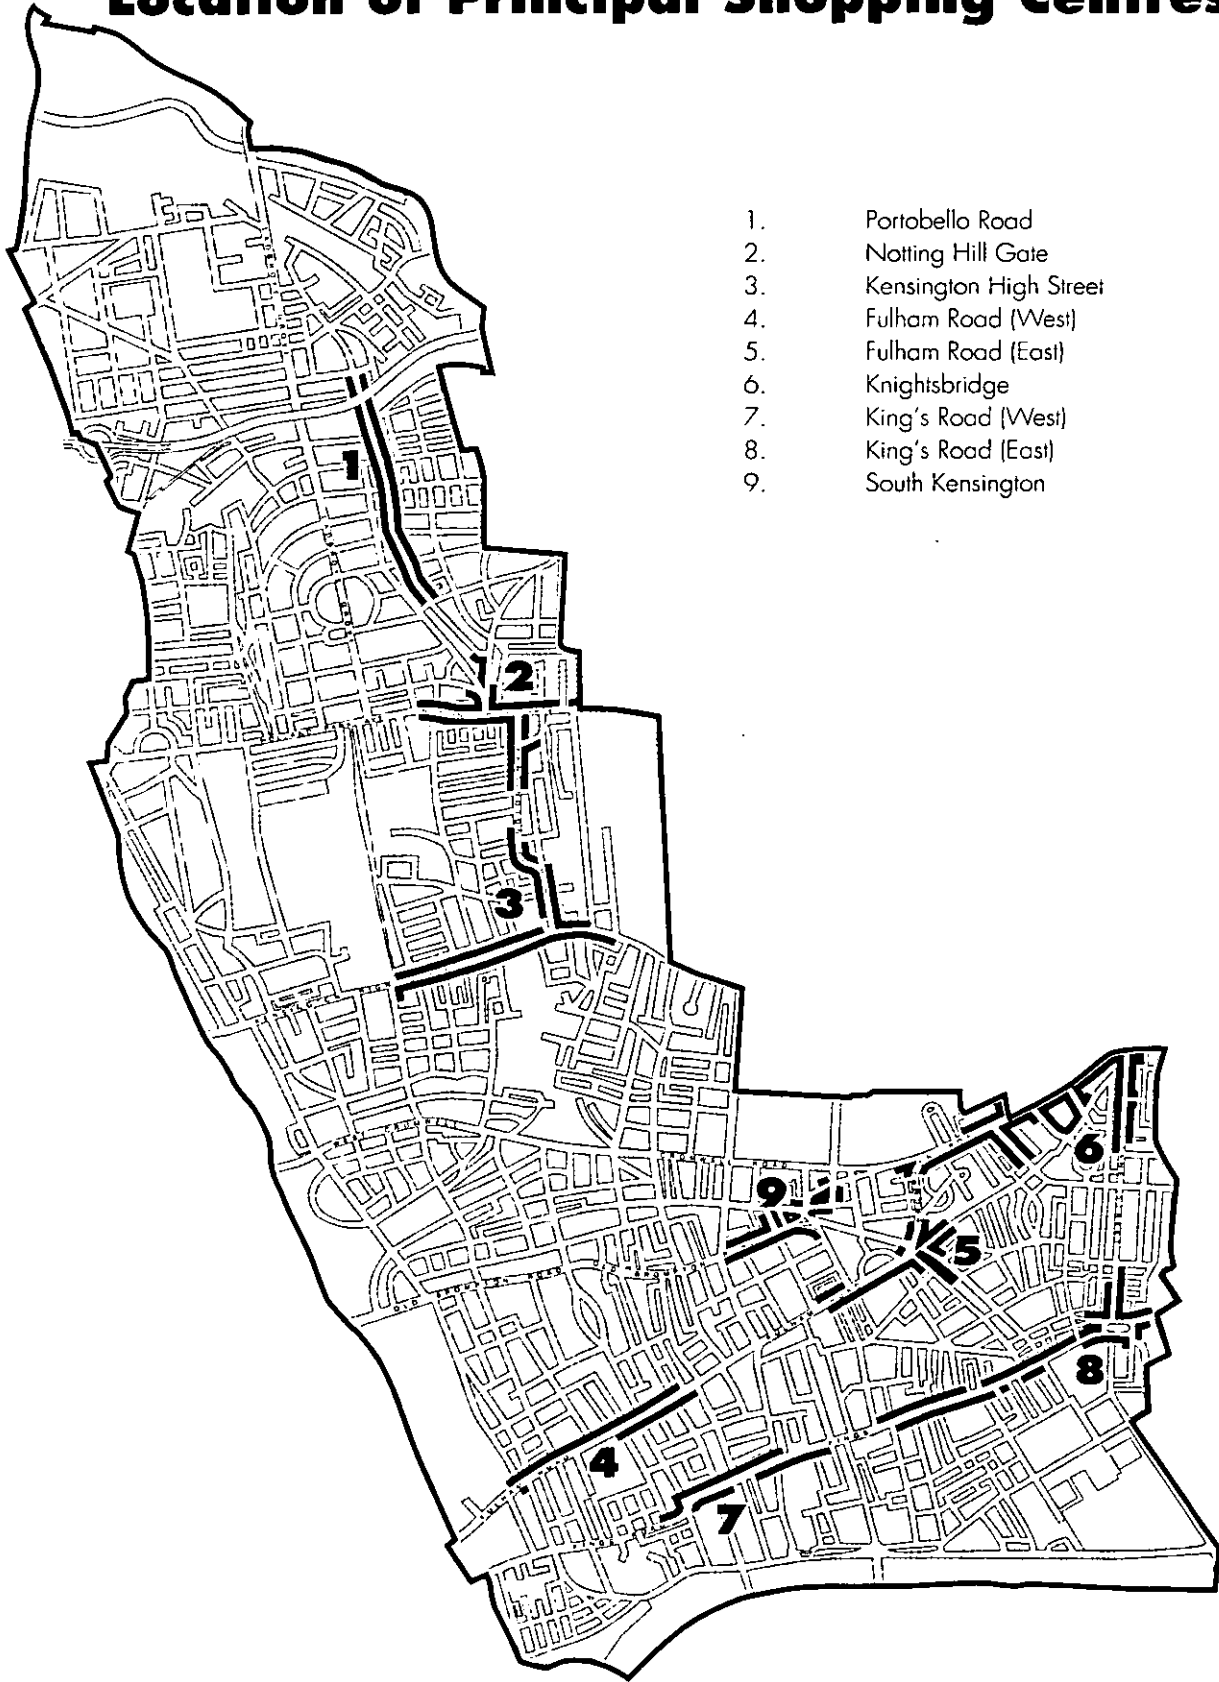 Location of Principal Shopping Centres
1. Portobello Road
2. Notting Hill Gate
3. Kensington High Street
4. Fulham Road (West)
5. Fulham Road (East)
6. Knightsbridge
7. King's Road (West)
8. King's Road (East)
9. South Kensington
1
2
3
6
9
5
8
4
7